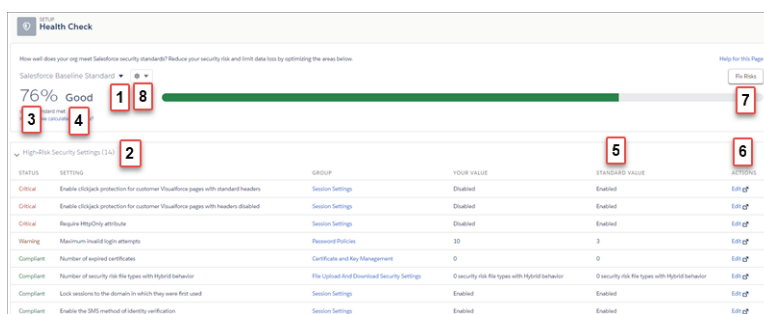 SETUP
Health Check
How well does your org meet Salesforce security standards? Reduce your security risk and limit data loss by optimizing the areas below.
Help for this Page
Salesforce Baseline Standard
1
8
Fix Risks
76% Good
7
3
4
High-Risk Security Settings (14)
2
5
6
STATUS SETTING GROUP YOUR VALUE STANDARD VALUE ACTIONS
Critical Enable clickjack protection for customer Visualforce pages with standard headers Session Settings Disabled Enabled Edit
Critical Enable clickjack protection for customer Visualforce pages with headers disabled Session Settings Disabled Enabled Edit
Critical Require HttpOnly attribute Session Settings Disabled Enabled Edit
Warning Maximum invalid login attempts Password Policies 10 3 Edit
Compliant Number of expired certificates Certificate and Key Management 0 0 Edit
Compliant Number of security risk file types with Hybrid behavior File Upload And Download Security Settings 0 security risk file types with Hybrid behavior 0 security risk file types with Hybrid behavior Edit
Compliant Lock sessions to the domain in which they were first used Session Settings Enabled Enabled Edit
Compliant Enable the SMS method of identity verification Session Settings Enabled Enabled Edit